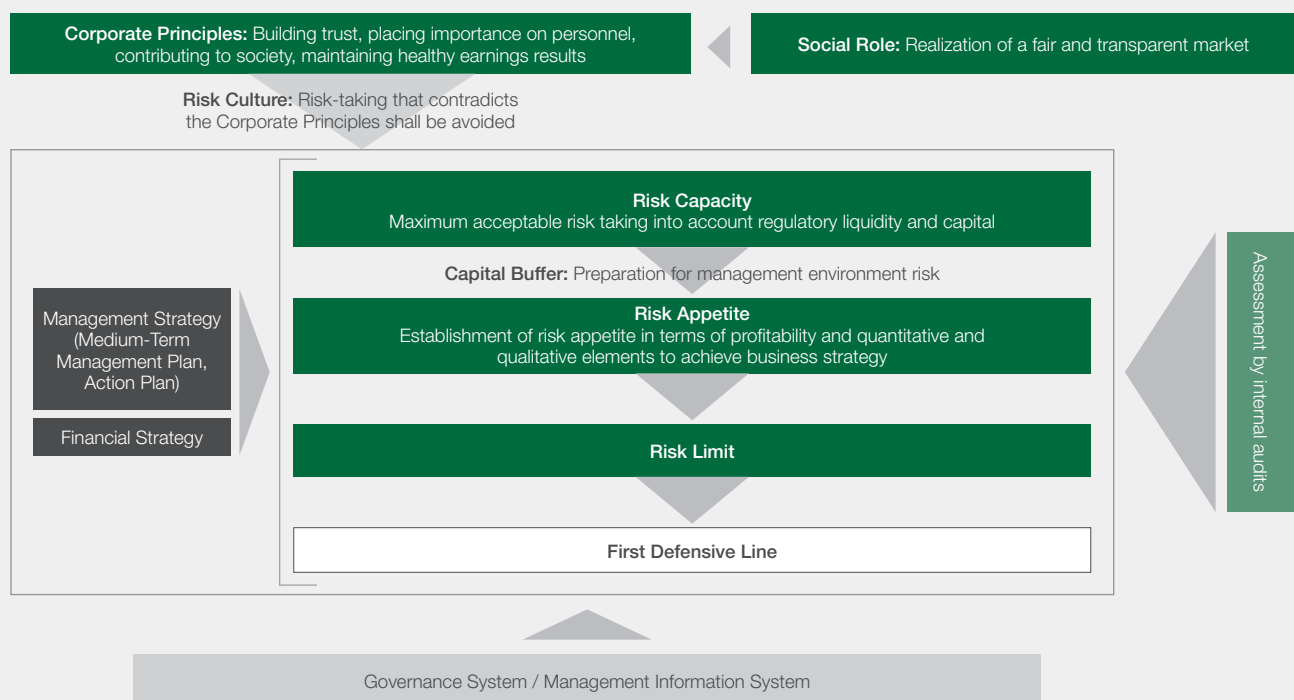 Corporate Principles: Building trust, placing importance on personnel,
contributing to society, maintaining healthy earnings results
Social Role: Realization of a fair and transparent market
Risk Culture: Risk-taking that contradicts
the Corporate Principles shall be avoided
Risk Capacity
Maximum acceptable risk taking into account regulatory liquidity and capital
Capital Buffer: Preparation for management environment risk
Management Strategy
(Medium-Term
Management Plan,
Action Plan)
Financial Strategy
Risk Appetite
Establishment of risk appetite in terms of profitability and quantitative and
qualitative elements to achieve business strategy
Risk Limit
First Defensive Line
Assessment by internal audits
Governance System / Management Information System